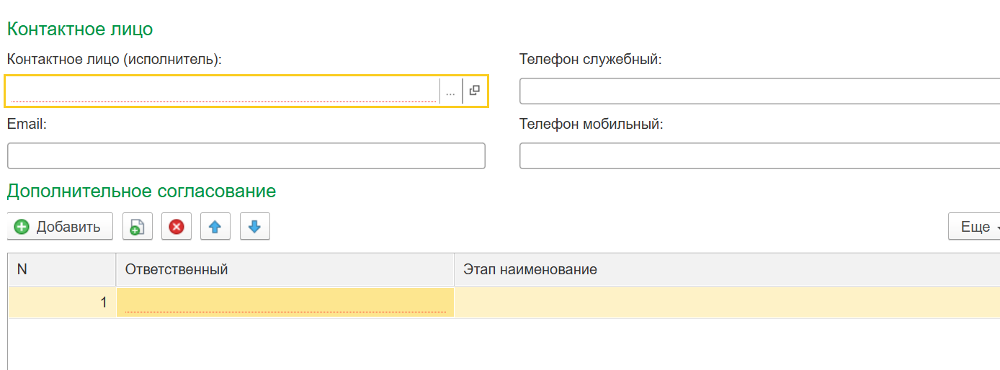 Контактное лицо
Контактное лицо (исполнитель): Телефон служебный:
...
Email: Телефон мобильный:
Дополнительное согласование
Добавить Еще
N Ответственный Этап наименование
1